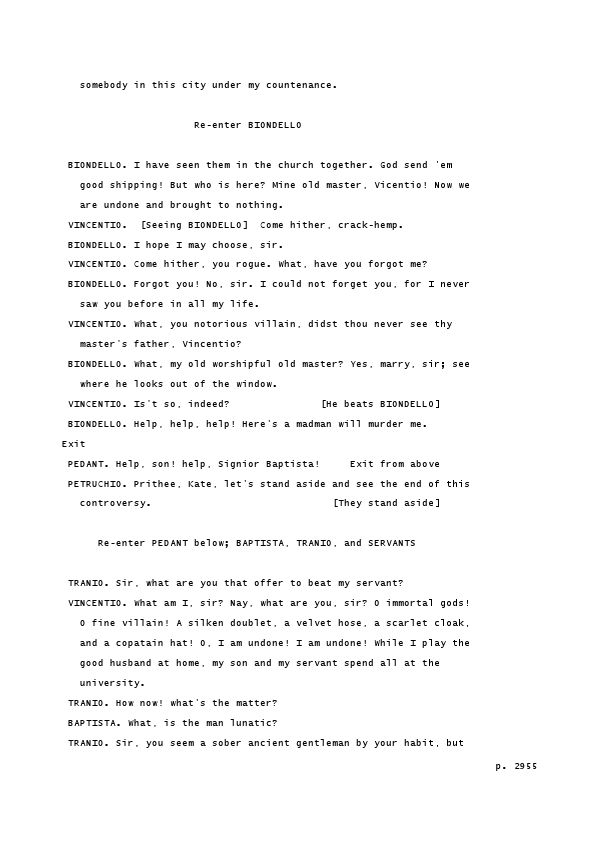 somebody in this city under my countenance.
Re-enter BIONDELLO
BIONDELLO. I have seen them in the church together. God send 'em
good shipping! But who is here? Mine old master, Vicentio! Now we
are undone and brought to nothing.
VINCENTIO. [Seeing BIONDELLO] Come hither, crack-hemp.
BIONDELLO. I hope I may choose, sir.
VINCENTIO. Come hither, you rogue. What, have you forgot me?
BIONDELLO. Forgot you! No, sir. I could not forget you, for I never
saw you before in all my life.
VINCENTIO. What, you notorious villain, didst thou never see thy
master's father, Vincentio?
BIONDELLO. What, my old worshipful old master? Yes, marry, sir; see
where he looks out of the window.
VINCENTIO. Is't so, indeed? [He beats BIONDELLO]
BIONDELLO. Help, help, help! Here's a madman will murder me.
Exit
PEDANT. Help, son! help, Signior Baptista! Exit from above
PETRUCHIO. Prithee, Kate, let's stand aside and see the end of this
controversy. [They stand aside]
Re-enter PEDANT below; BAPTISTA, TRANIO, and SERVANTS
TRANIO. Sir, what are you that offer to beat my servant?
VINCENTIO. What am I, sir? Nay, what are you, sir? O immortal gods!
O fine villain! A silken doublet, a velvet hose, a scarlet cloak,
and a copatain hat! O, I am undone! I am undone! While I play the
good husband at home, my son and my servant spend all at the
university.
TRANIO. How now! what's the matter?
BAPTISTA. What, is the man lunatic?
TRANIO. Sir, you seem a sober ancient gentleman by your habit, but
p. 2955